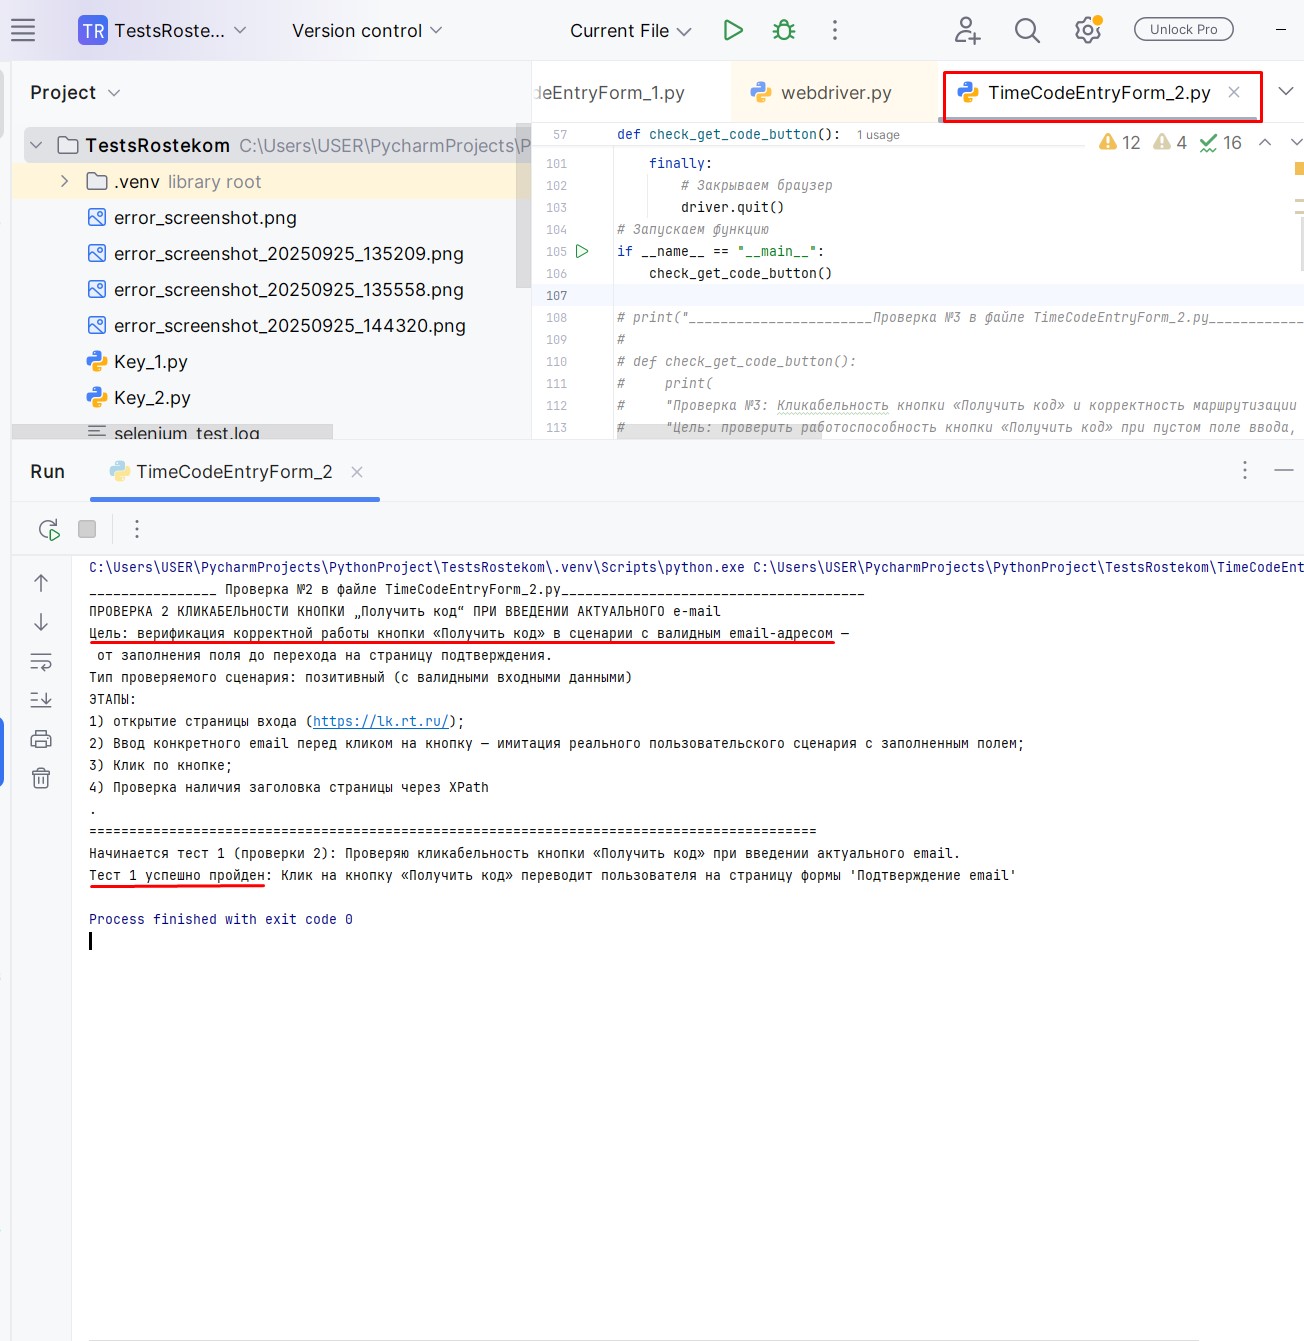 TR TestsRoste... Version control Current File Unlock Pro
Project
deEntryForm_1.py webdriver.py TimeCodeEntryForm_2.py
TestsRostekom C:\Users\USER\PycharmProjects\P
.venv library root
error_screenshot.png
error_screenshot_20250925_135209.png
error_screenshot_20250925_135558.png
error_screenshot_20250925_144320.png
Key_1.py
Key_2.py
selenium_test.log
57 def check_get_code_button(): 1 usage
12 4 16
101 finally:
102 # Закрываем браузер
103 driver.quit()
104 # Запускаем функцию
105 if __name__ == "__main__":
106 check_get_code_button()
107
108 # print("_______________________Проверка №3 в файле TimeCodeEntryForm_2.py____________
109 #
110 # def check_get_code_button():
111 # print(
112 # "Проверка №3: Кликабельность кнопки «Получить код» и корректность маршрутизации
113 # "Цель: проверить работоспособность кнопки «Получить код» при пустом поле ввода,
Run TimeCodeEntryForm_2
C:\Users\USER\PycharmProjects\PythonProject\TestsRostekom\.venv\Scripts\python.exe C:\Users\USER\PycharmProjects\PythonProject\TestsRostekom\TimeCodeEnt
________________ Проверка №2 в файле TimeCodeEntryForm_2.py______________________________________
ПРОВЕРКА 2 КЛИКАБЕЛЬНОСТИ КНОПКИ „Получить код“ ПРИ ВВЕДЕНИИ АКТУАЛЬНОГО e-mail
Цель: верификация корректной работы кнопки «Получить код» в сценарии с валидным email-адресом —
от заполнения поля до перехода на страницу подтверждения.
Тип проверяемого сценария: позитивный (с валидными входными данными)
ЭТАПЫ:
1) открытие страницы входа (https://lk.rt.ru/);
2) Ввод конкретного email перед кликом на кнопку — имитация реального пользовательского сценария с заполненным полем;
3) Клик по кнопке;
4) Проверка наличия заголовка страницы через XPath
.
===========================================================================================
Начинается тест 1 (проверки 2): Проверяю кликабельность кнопки «Получить код» при введении актуального email.
Тест 1 успешно пройден: Клик на кнопку «Получить код» переводит пользователя на страницу формы 'Подтверждение email'
Process finished with exit code 0